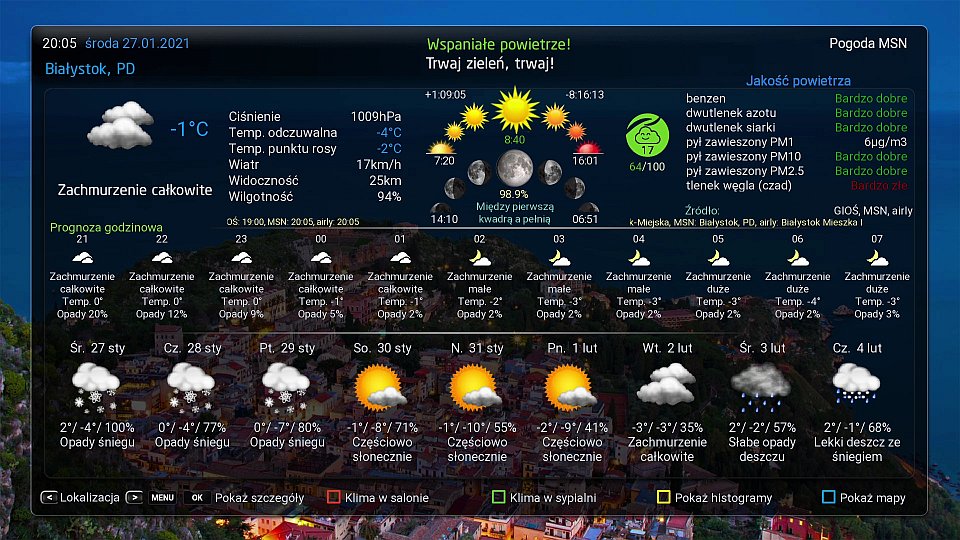 20:05 środa 27.01.2021
Wspaniałe powietrze!
Trwaj zieleń, trwaj!
Pogoda MSN
Białystok, PD
-1°C
Zachmurzenie całkowite
Ciśnienie 1009hPa
Temp. odczuwalna -4°C
Temp. punktu rosy -2°C
Wiatr 17km/h
Widoczność 25km
Wilgotność 94%
+1:09:05 -8:16:13
8:40
7:20 16:01
98.9%
Między pierwszą
kwadrą a pełnią
14:10 06:51
17
64/100
Jakość powietrza
benzen Bardzo dobre
dwutlenek azotu Bardzo dobre
dwutlenek siarki Bardzo dobre
pył zawieszony PM1 6µg/m3
pył zawieszony PM10 Bardzo dobre
pył zawieszony PM2.5 Bardzo dobre
tlenek węgla (czad) Bardzo złe
Źródło: GIOŚ, MSN, airly
OŚ: 19:00, MSN: 20:05, airly: 20:05
k-Miejska, MSN: Białystok, PD, airly: Białystok Mieszka I
Prognoza godzinowa
21 22 23 00 01 02 03 04 05 06 07
Zachmurzenie Zachmurzenie Zachmurzenie Zachmurzenie Zachmurzenie Zachmurzenie Zachmurzenie Zachmurzenie Zachmurzenie Zachmurzenie Zachmurzenie
całkowite całkowite całkowite całkowite całkowite małe małe małe duże duże duże
Temp. 0° Temp. 0° Temp. 0° Temp. -1° Temp. -1° Temp. -2° Temp. -3° Temp. -3° Temp. -3° Temp. -4° Temp. -3°
Opady 20% Opady 12% Opady 9% Opady 5% Opady 2% Opady 2% Opady 2% Opady 2% Opady 2% Opady 2% Opady 3%
Śr. 27 sty Cz. 28 sty Pt. 29 sty So. 30 sty N. 31 sty Pn. 1 lut Wt. 2 lut Śr. 3 lut Cz. 4 lut
2°/ -4°/ 100% 0°/ -4°/ 77% 0°/ -7°/ 80% -1°/ -8°/ 71% -1°/ -10°/ 55% -2°/ -9°/ 41% -3°/ -3°/ 35% 2°/ -2°/ 57% 2°/ -1°/ 68%
Opady śniegu Opady śniegu Opady śniegu Częściowo Częściowo Częściowo Zachmurzenie Słabe opady Lekki deszcz ze
słonecznie słonecznie słonecznie całkowite deszczu śniegiem
< Lokalizacja > MENU OK Pokaż szczegóły Klima w salonie Klima w sypialni Pokaż histogramy Pokaż mapy